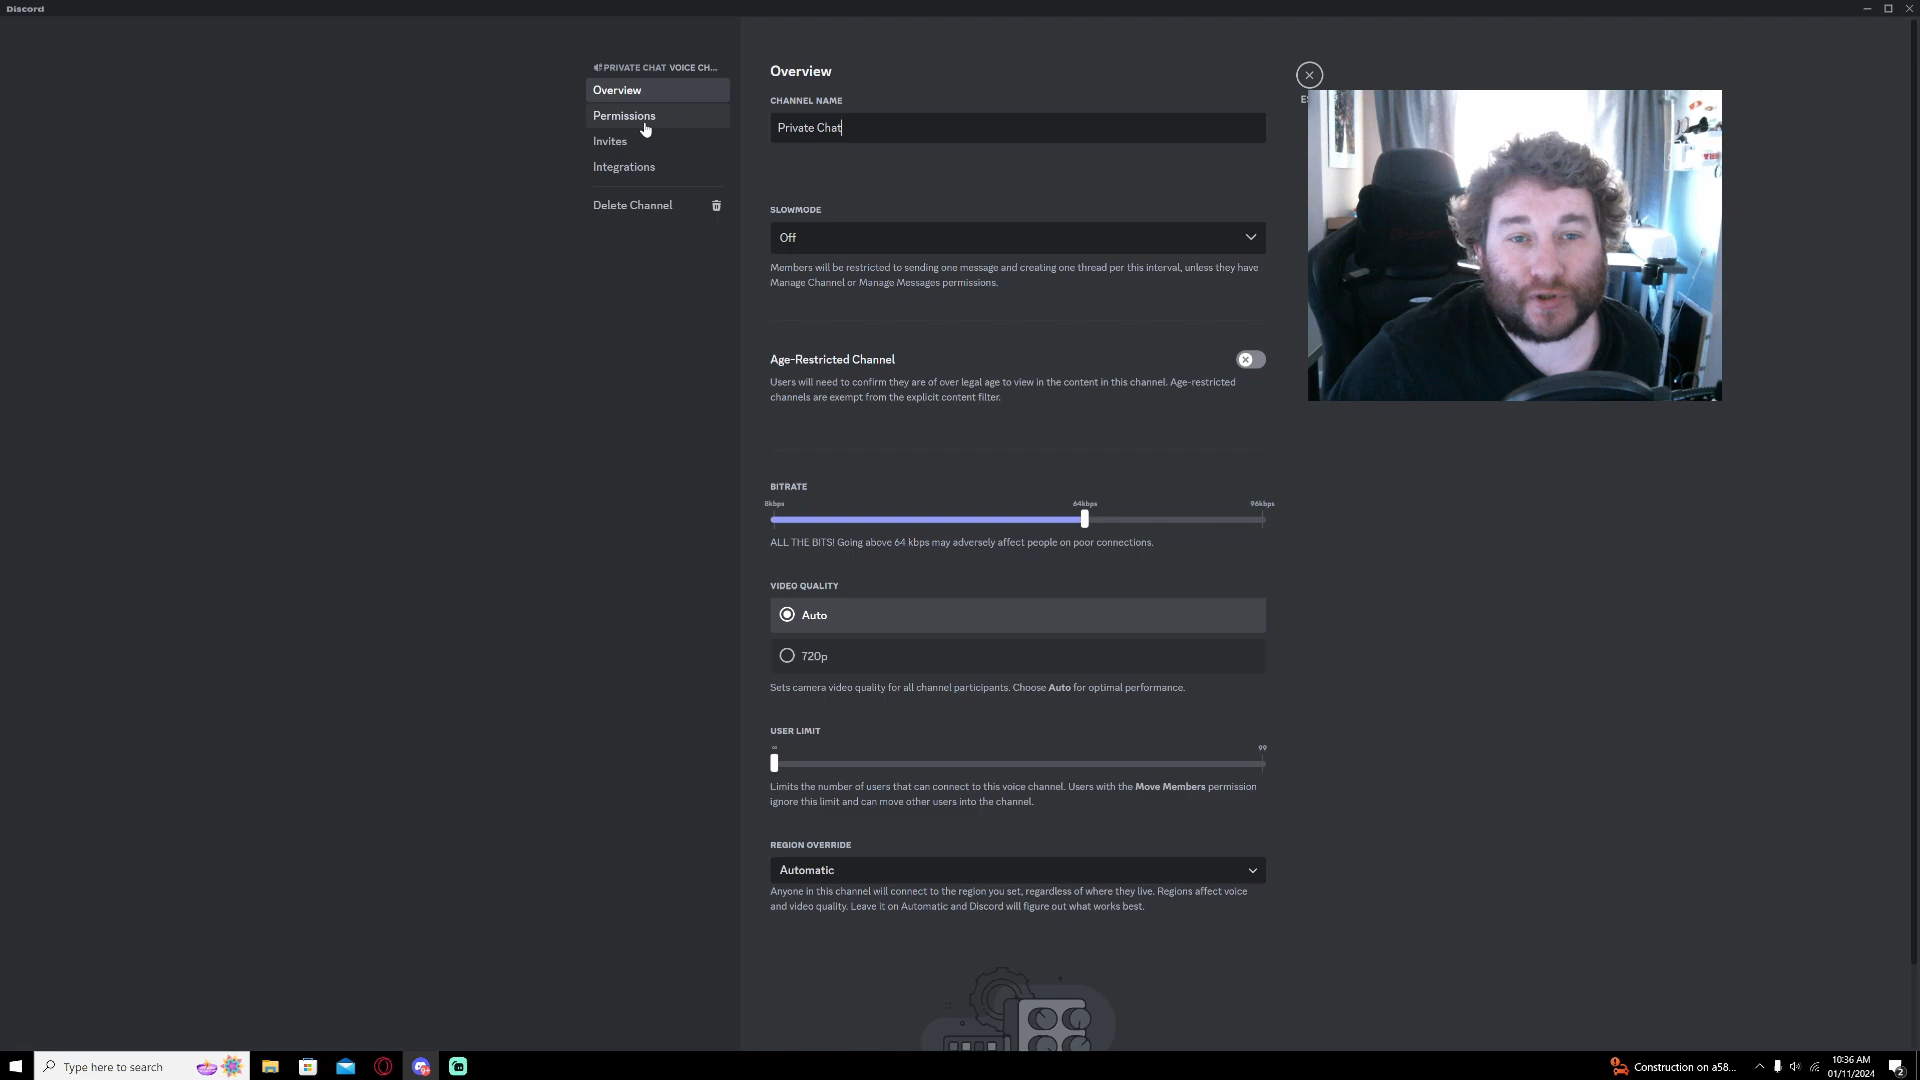 Discord
PRIVATE CHAT VOICE CH...
Overview
Permissions
Invites
Integrations
Delete Channel
Overview
CHANNEL NAME
Private Chat
SLOWMODE
Off
Members will be restricted to sending one message and creating one thread per this interval, unless they have
Manage Channel or Manage Messages permissions.
Age-Restricted Channel
Users will need to confirm they are of over legal age to view in the content in this channel. Age-restricted
channels are exempt from the explicit content filter.
BITRATE
8kbps 64kbps 96kbps
ALL THE BITS! Going above 64 kbps may adversely affect people on poor connections.
VIDEO QUALITY
Auto
720p
Sets camera video quality for all channel participants. Choose Auto for optimal performance.
USER LIMIT
∞ 99
Limits the number of users that can connect to this voice channel. Users with the Move Members permission
ignore this limit and can move other users into the channel.
REGION OVERRIDE
Automatic
Anyone in this channel will connect to the region you set, regardless of where they live. Regions affect voice
and video quality. Leave it on Automatic and Discord will figure out what works best.
Type here to search
Construction on a58...
10:36 AM
01/11/2024
2